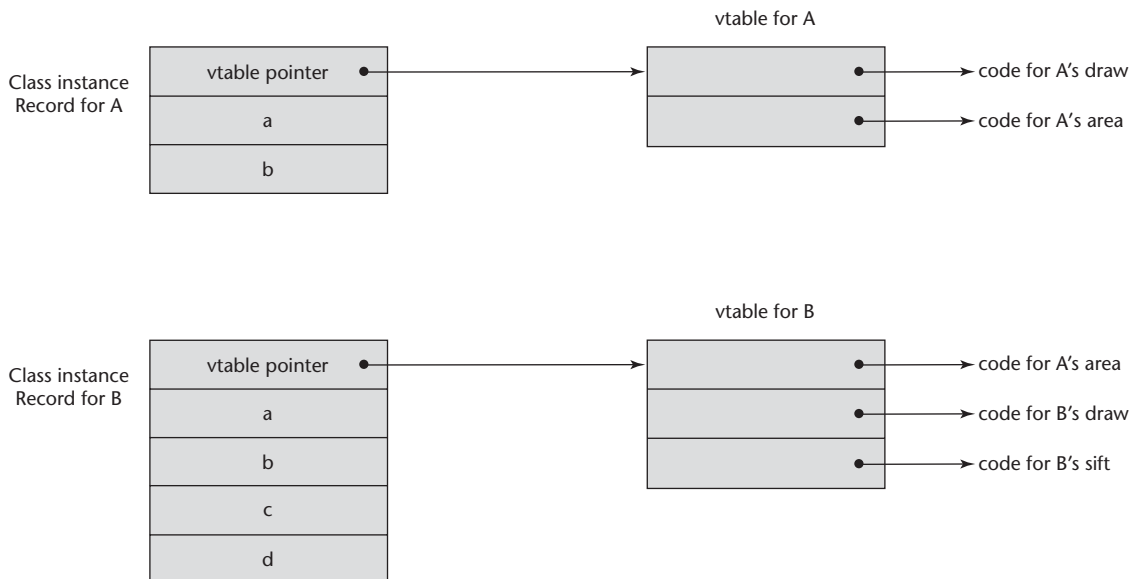 vtable for A
Class instance
Record for A
vtable pointer
a
b
code for A's draw
code for A's area
vtable for B
Class instance
Record for B
vtable pointer
a
b
c
d
code for A's area
code for B's draw
code for B's sift